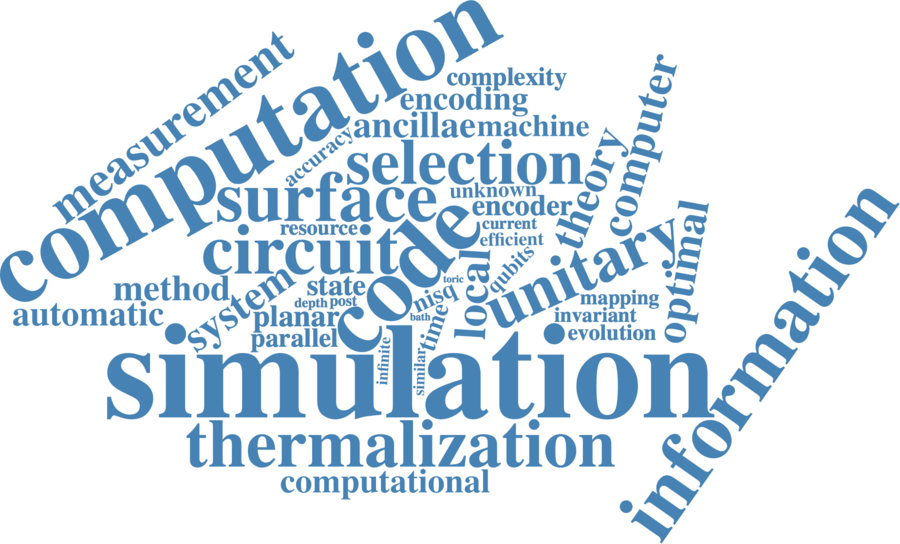 computation
measurement
complexity
encoding
ancillae
machine
accuracy
selection
computer
theory
surface
unknown
encoder
resource
current
circuit
code
efficient
unitary
optimal
information
method
system
state
toric
local
qubits
nisq
depth
post
mapping
automatic
planar
bath
time
invariant
parallel
evolution
infinite
similar
simulation
thermalization
computational